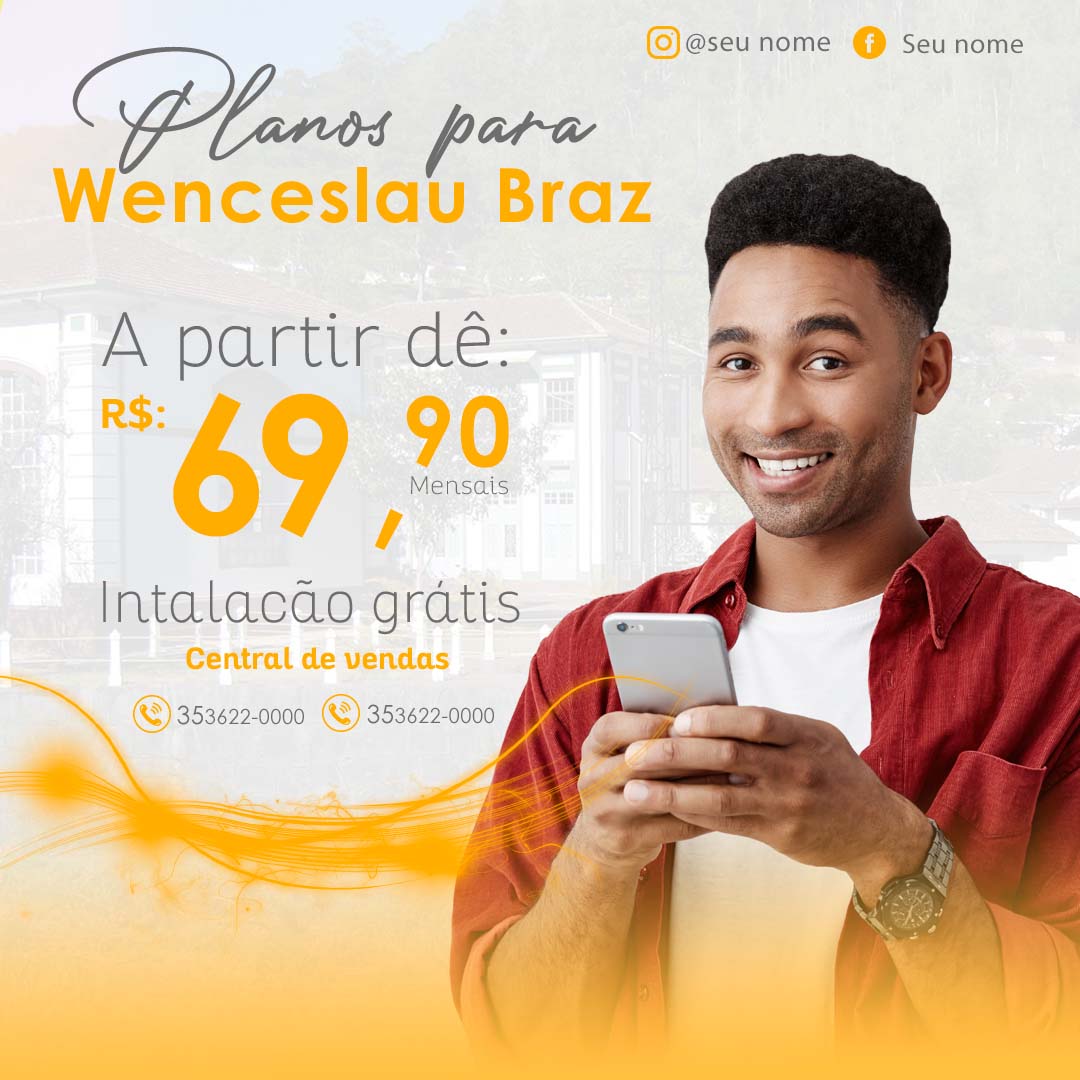 @seu nome Seu nome
Planos para
Wenceslau Braz
A partir dê:
R$: 69,90
Mensais
Intalacão grátis
Central de vendas
353622-0000 353622-0000